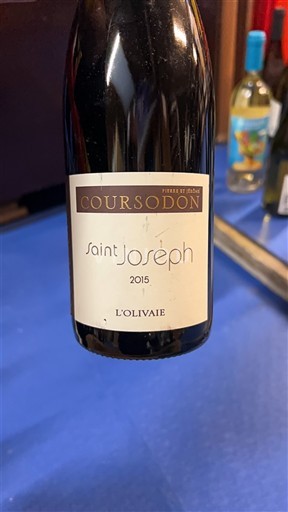 PIERRE ET JÉRÔME
COURSODON
Saint Joseph
2015
L'OLIVAIE